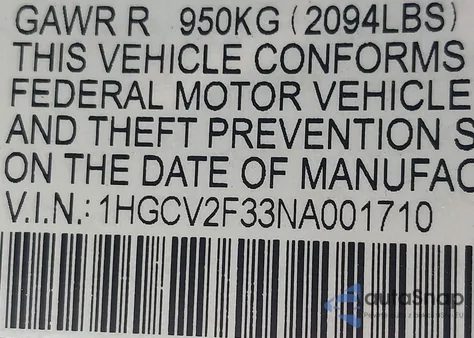 GAWR R 950KG (2094LBS)
THIS VEHICLE CONFORMS
FEDERAL MOTOR VEHICLE
AND THEFT PREVENTION S
ON THE DATE OF MANUFAC
V.I.N.: 1HGCV2F33NA001710
autoSnap